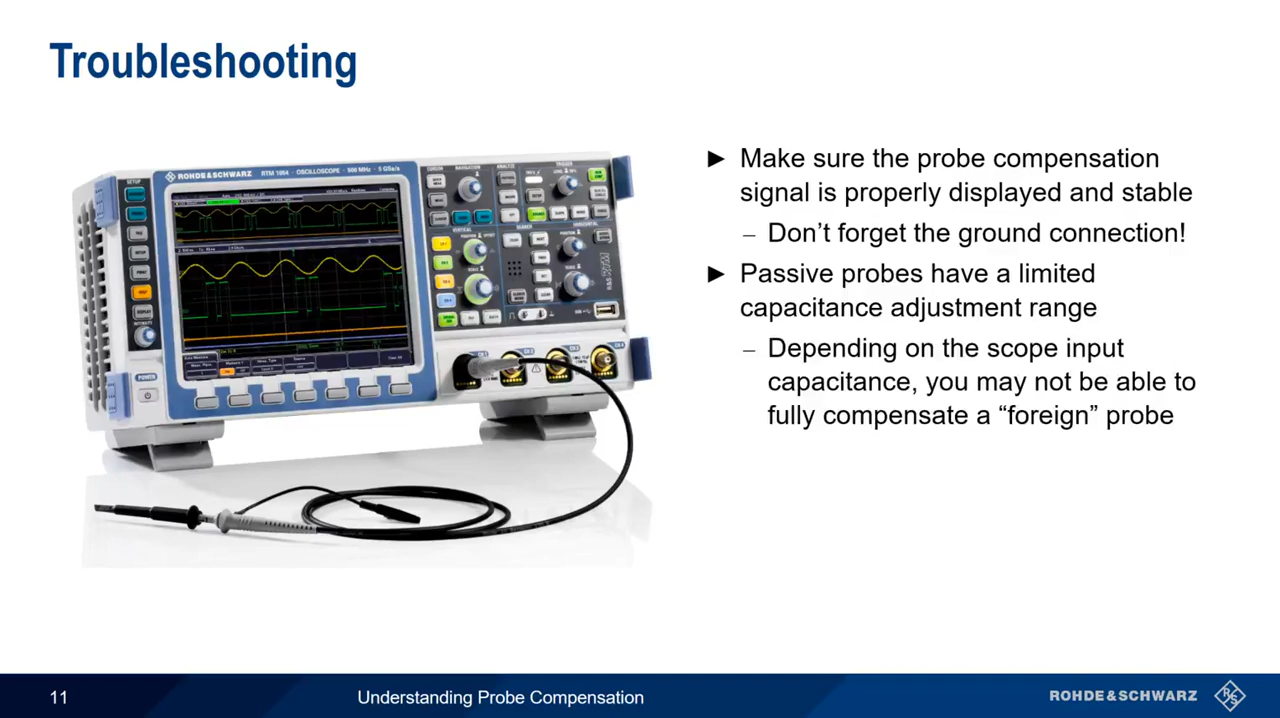 Troubleshooting
ROHDE&SCHWARZ RTM 1054 · OSCILLOSCOPE · 500 MHz · 5 GSa/s
► Make sure the probe compensation
signal is properly displayed and stable
– Don’t forget the ground connection!
► Passive probes have a limited
capacitance adjustment range
– Depending on the scope input
capacitance, you may not be able to
fully compensate a “foreign” probe
11
Understanding Probe Compensation
ROHDE&SCHWARZ